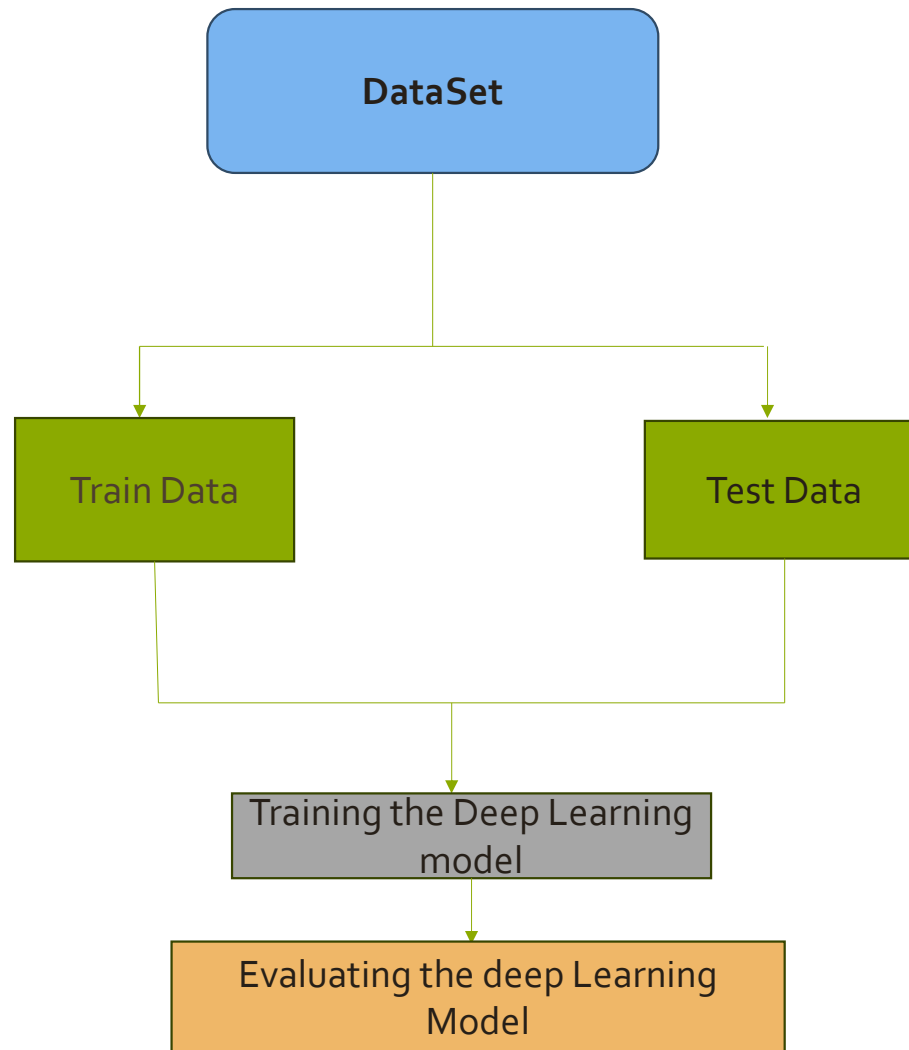 DataSet
Train Data
Test Data
Training the Deep Learning
model
Evaluating the deep Learning
Model